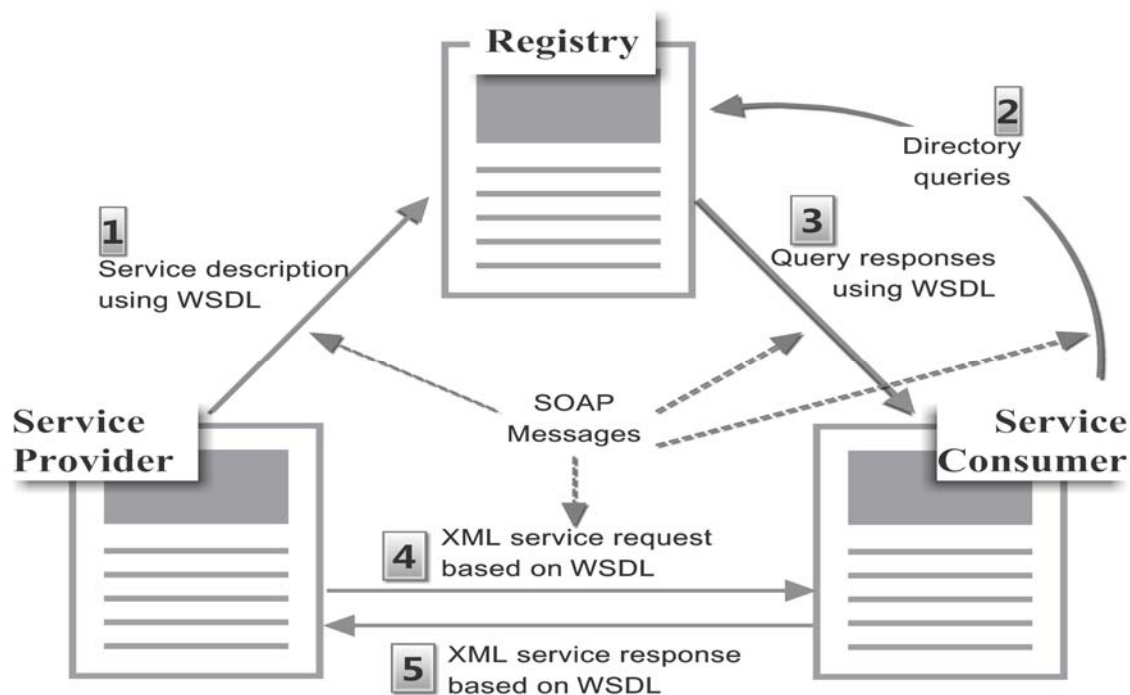 Registry
2
Directory
queries
1
Service description
using WSDL
3
Query responses
using WSDL
SOAP
Messages
Service
Provider
Service
Consumer
4
XML service request
based on WSDL
5
XML service response
based on WSDL